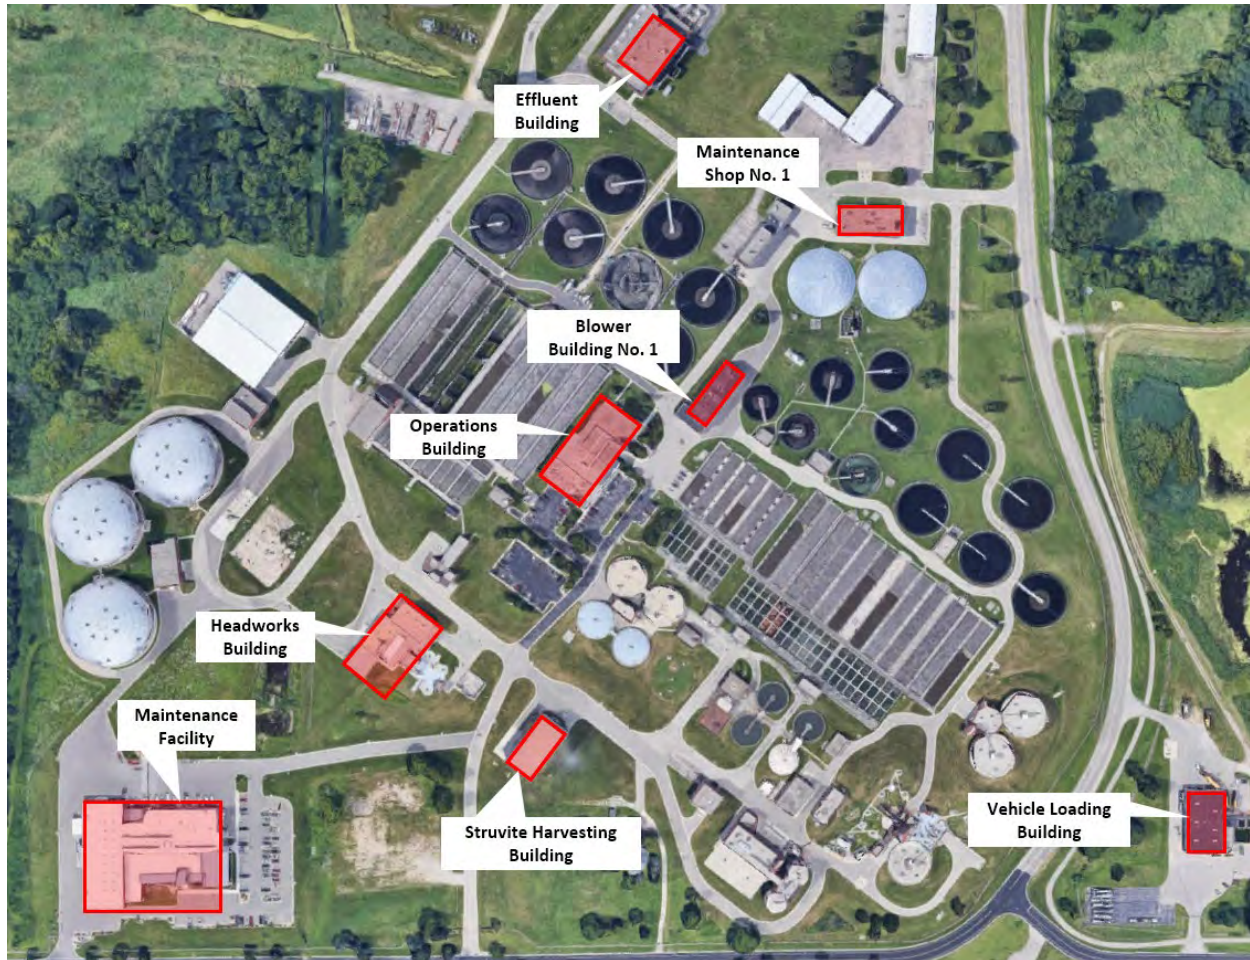 Effluent
Building
Maintenance
Shop No. 1
Blower
Building No. 1
Operations
Building
Headworks
Building
Maintenance
Facility
Struvite Harvesting
Building
Vehicle Loading
Building